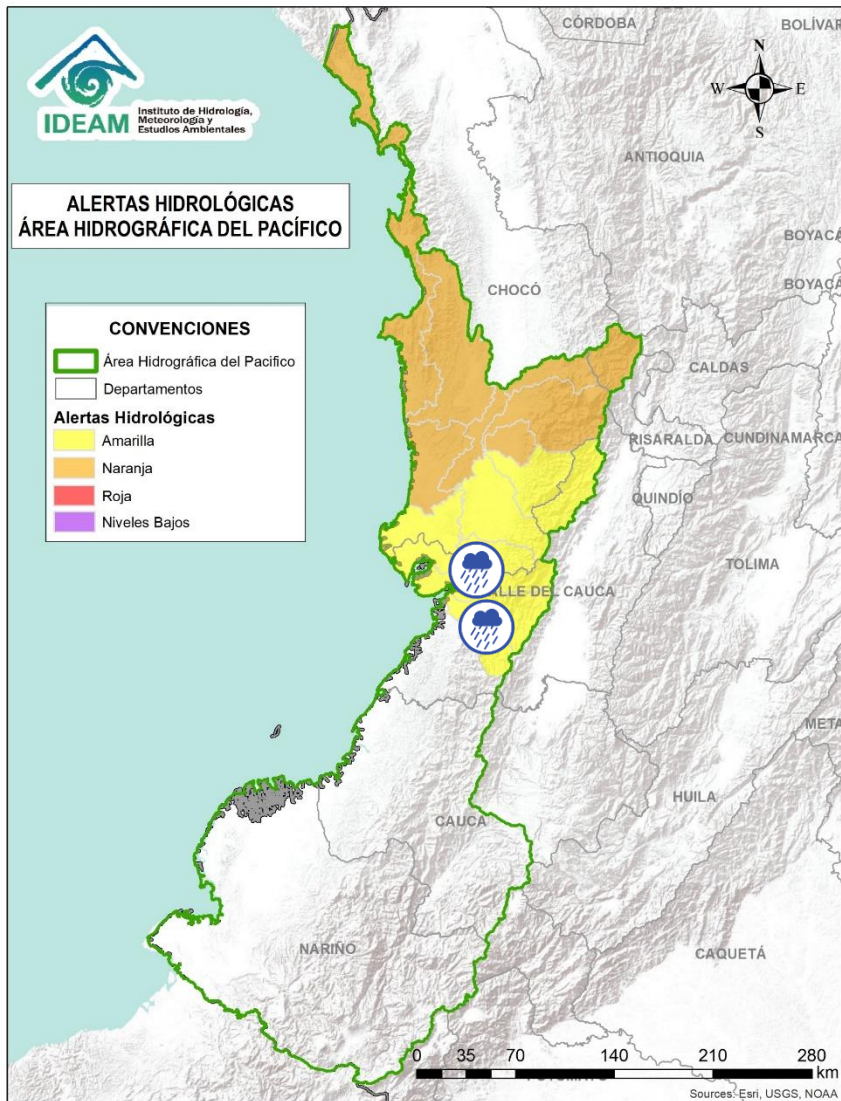 IDEAM
Instituto de Hidrología,
Meteorología y
Estudios Ambientales
ALERTAS HIDROLÓGICAS
ÁREA HIDROGRÁFICA DEL PACÍFICO
CONVENCIONES
Área Hidrográfica del Pacifico
Departamentos
Alertas Hidrológicas
Amarilla
Naranja
Roja
Niveles Bajos
N
W
E
S
CÓRDOBA
BOLÍVAR
ANTIOQUIA
BOYACÁ
BOYACÁ
CHOCÓ
CALDAS
RISARALDA
CUNDINAMARCA
QUINDÍO
TOLIMA
ALLE DEL CAUCA
META
HUILA
CAUCA
NARIÑO
CAQUETÁ
0 35 70 140 210 280
km
Sources: Esri, USGS, NOAA